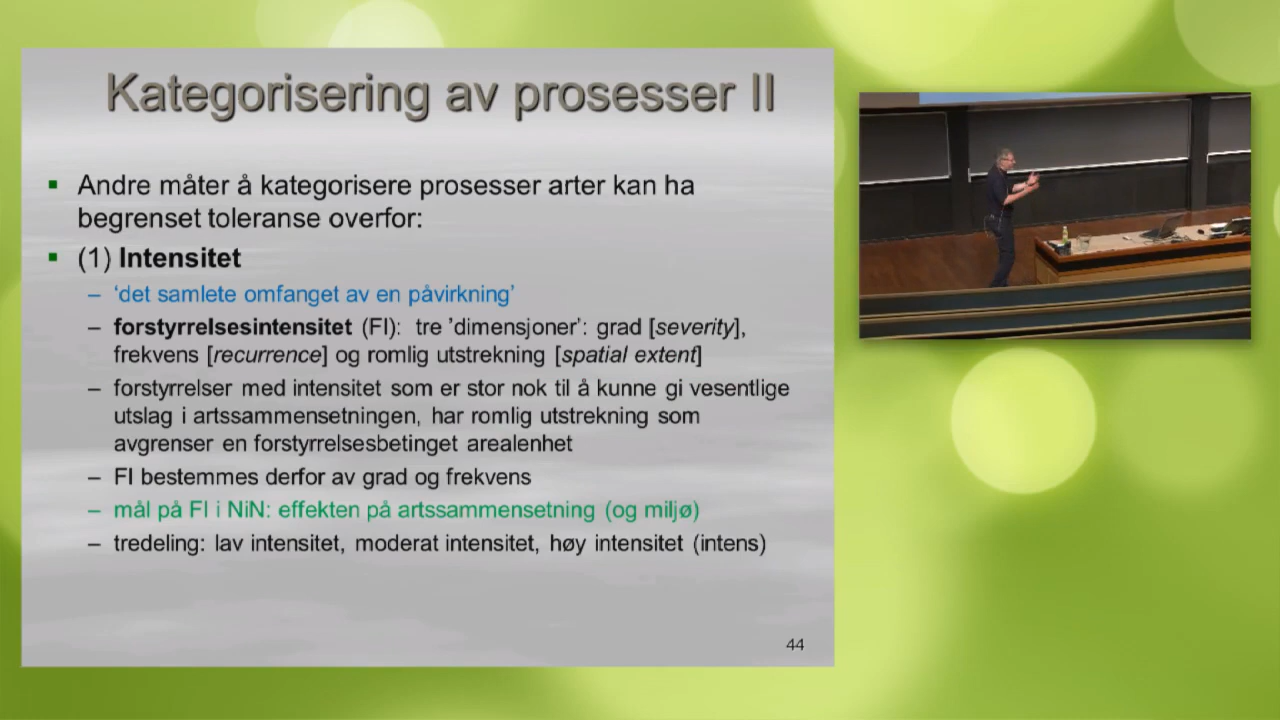 Kategorisering av prosesser II
▪ Andre måter å kategorisere prosesser arter kan ha
begrenset toleranse overfor:
▪ (1) Intensitet
– ‘det samlete omfanget av en påvirkning’
– forstyrrelsesintensitet (FI): tre ’dimensjoner’: grad [severity],
frekvens [recurrence] og romlig utstrekning [spatial extent]
– forstyrrelser med intensitet som er stor nok til å kunne gi vesentlige
utslag i artssammensetningen, har romlig utstrekning som
avgrenser en forstyrrelsesbetinget arealenhet
– FI bestemmes derfor av grad og frekvens
– mål på FI i NiN: effekten på artssammensetning (og miljø)
– tredeling: lav intensitet, moderat intensitet, høy intensitet (intens)
44